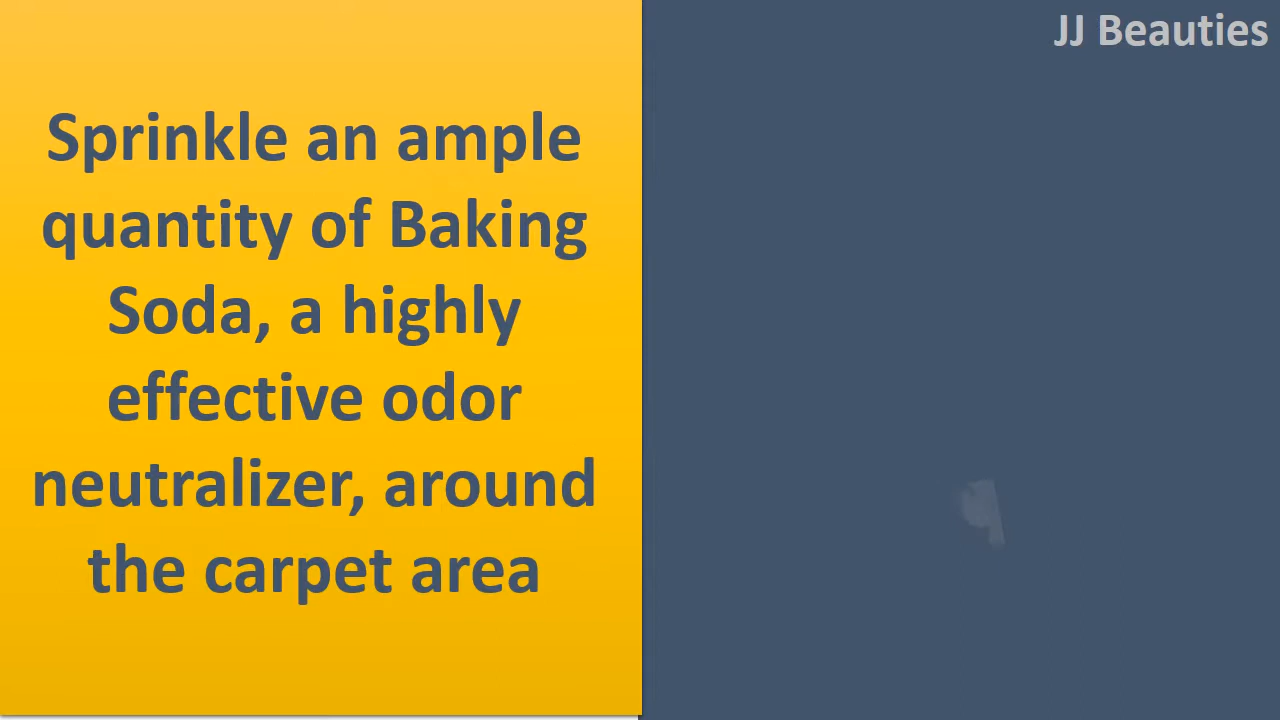 JJ Beauties
Sprinkle an ample
quantity of Baking
Soda, a highly
effective odor
neutralizer, around
the carpet area